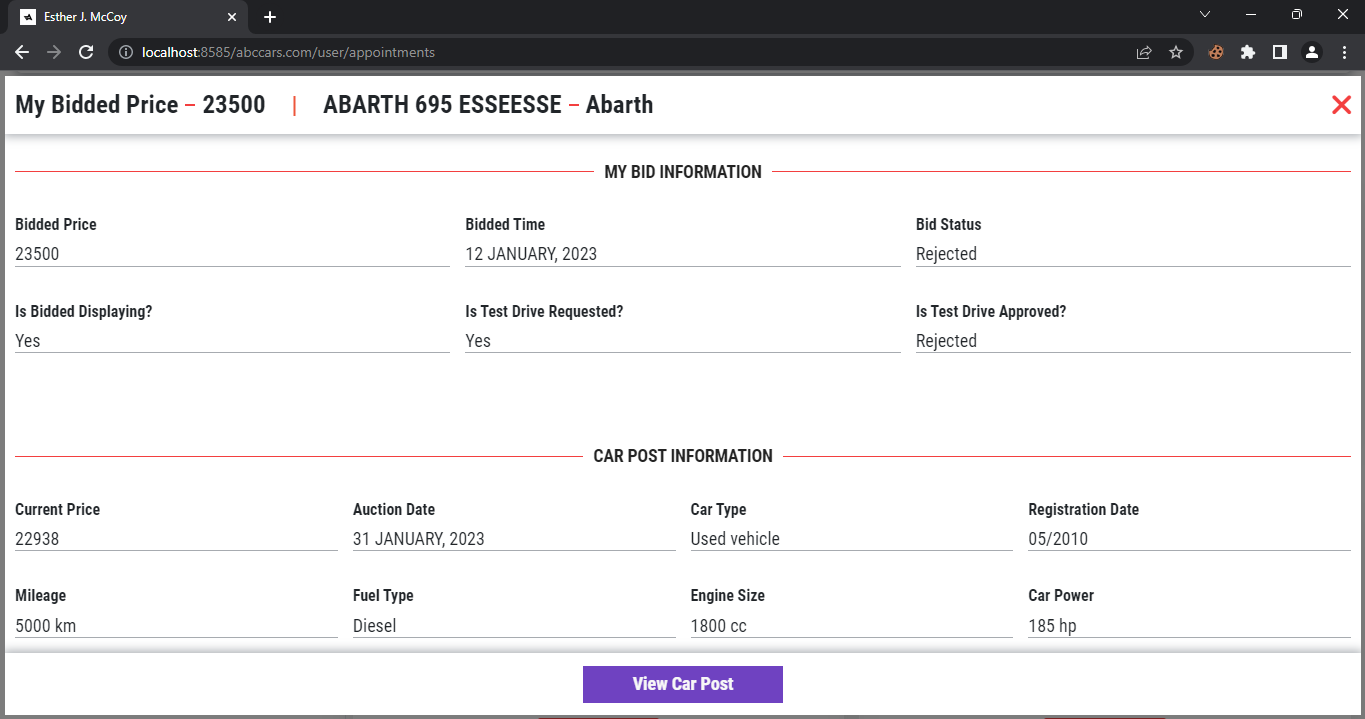 Esther J. McCoy
localhost:8585/abccars.com/user/appointments
My Bidded Price – 23500 | ABARTH 695 ESSEESSE – Abarth
MY BID INFORMATION
Bidded Price Bidded Time Bid Status
23500 12 JANUARY, 2023 Rejected
Is Bidded Displaying? Is Test Drive Requested? Is Test Drive Approved?
Yes Yes Rejected
CAR POST INFORMATION
Current Price Auction Date Car Type Registration Date
22938 31 JANUARY, 2023 Used vehicle 05/2010
Mileage Fuel Type Engine Size Car Power
5000 km Diesel 1800 cc 185 hp
View Car Post